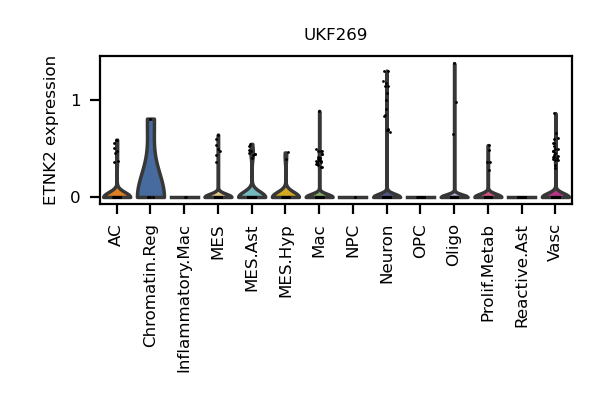 UKF269
ETNK2 expression
1
0
AC
Chromatin.Reg
Inflammatory.Mac
MES
MES.Ast
MES.Hyp
Mac
NPC
Neuron
OPC
Oligo
Prolif.Metab
Reactive.Ast
Vasc